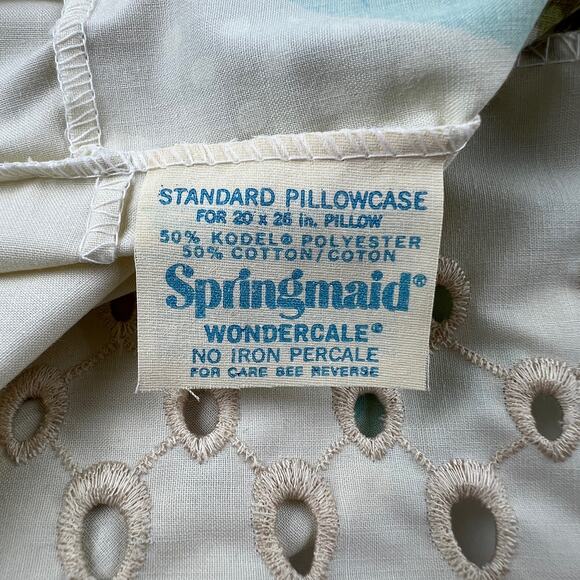 STANDARD PILLOWCASE
FOR 20 x 26 in. PILLOW
50% KODEL® POLYESTER
50% COTTON/COTON
Springmaid®
WONDERCALE®
NO IRON PERCALE
FOR CARE SEE REVERSE